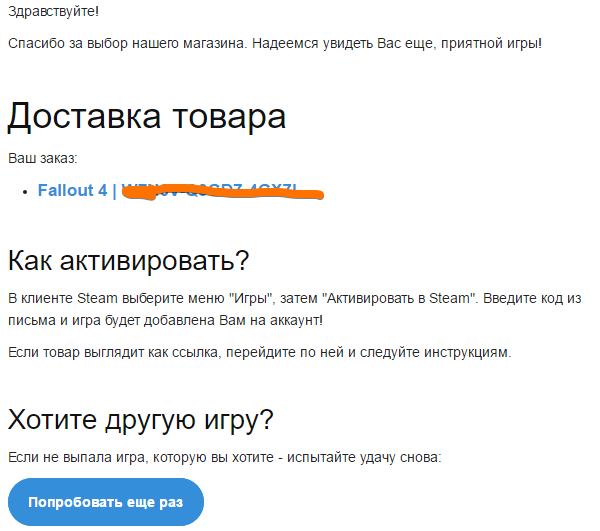 Здравствуйте!
Спасибо за выбор нашего магазина. Надеемся увидеть Вас еще, приятной игры!
Доставка товара
Ваш заказ:
Fallout 4 |
Как активировать?
В клиенте Steam выберите меню "Игры", затем "Активировать в Steam". Введите код из
письма и игра будет добавлена Вам на аккаунт!
Если товар выглядит как ссылка, перейдите по ней и следуйте инструкциям.
Хотите другую игру?
Если не выпала игра, которую вы хотите - испытайте удачу снова:
Попробовать еще раз